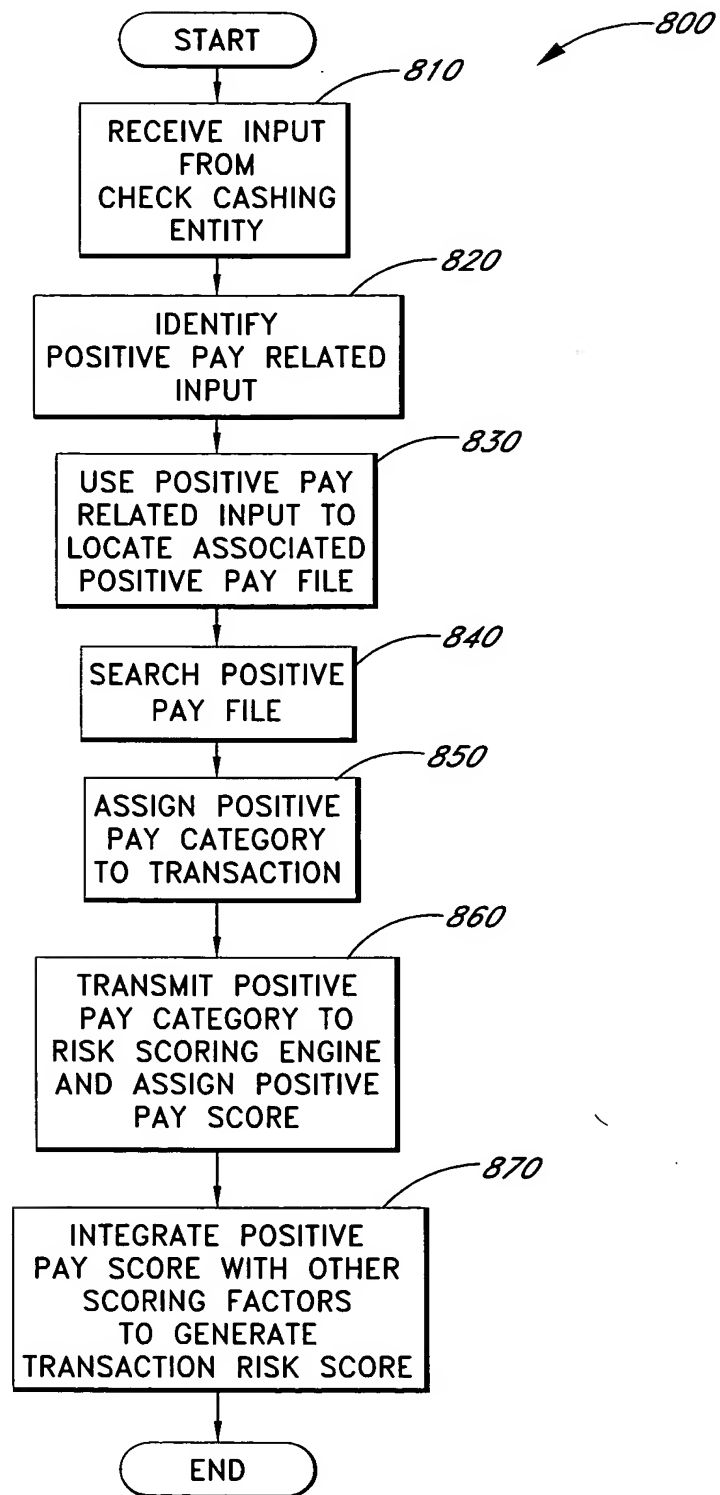 START
800
810
RECEIVE INPUT
FROM
CHECK CASHING
ENTITY
820
IDENTIFY
POSITIVE PAY RELATED
INPUT
830
USE POSITIVE PAY
RELATED INPUT TO
LOCATE ASSOCIATED
POSITIVE PAY FILE
840
SEARCH POSITIVE
PAY FILE
850
ASSIGN POSITIVE
PAY CATEGORY
TO TRANSACTION
860
TRANSMIT POSITIVE
PAY CATEGORY TO
RISK SCORING ENGINE
AND ASSIGN POSITIVE
PAY SCORE
870
INTEGRATE POSITIVE
PAY SCORE WITH OTHER
SCORING FACTORS
TO GENERATE
TRANSACTION RISK SCORE
END